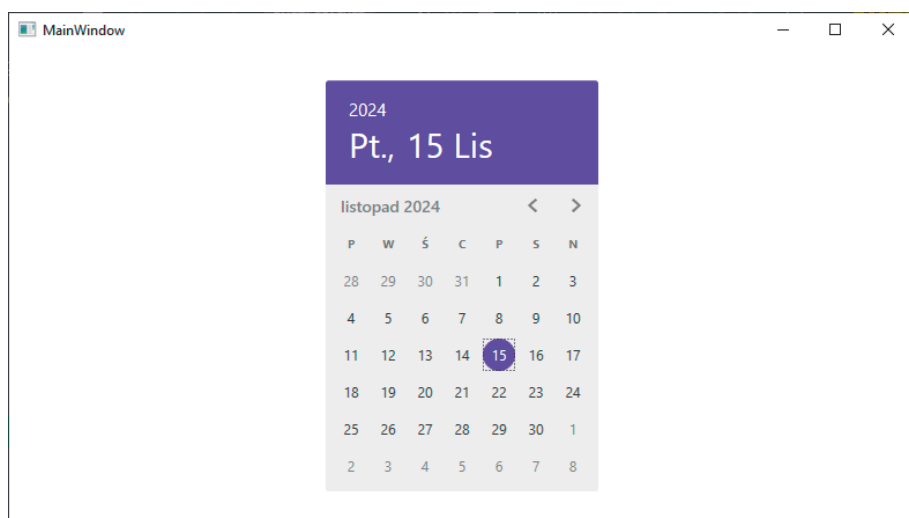 MainWindow
2024
Pt., 15 Lis
listopad 2024
P W Ś C P S N
28 29 30 31 1 2 3
4 5 6 7 8 9 10
11 12 13 14 15 16 17
18 19 20 21 22 23 24
25 26 27 28 29 30 1
2 3 4 5 6 7 8